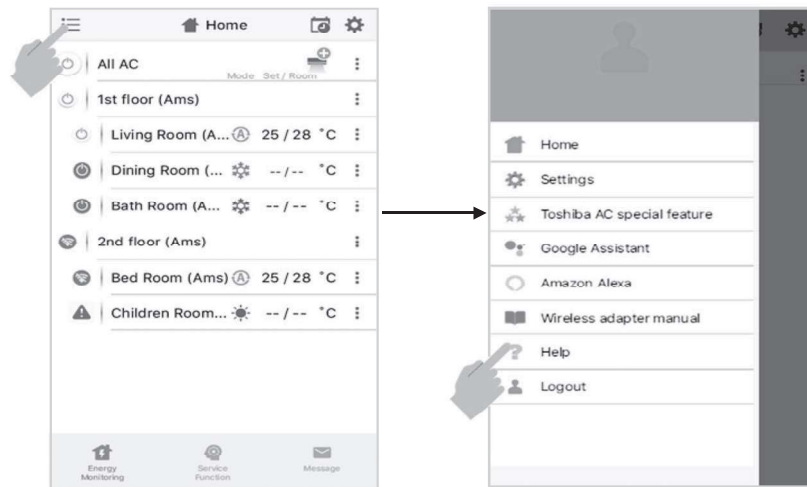 Home
All AC
Mode Set / Room
1st floor (Ams)
Living Room (A... A 25 / 28 °C
Dining Room (... -- / -- °C
Bath Room (A... -- / -- °C
2nd floor (Ams)
Bed Room (Ams) A 25 / 28 °C
Children Room... -- / -- °C
Energy Monitoring
Service Function
Message
Home
Settings
Toshiba AC special feature
Google Assistant
Amazon Alexa
Wireless adapter manual
? Help
Logout